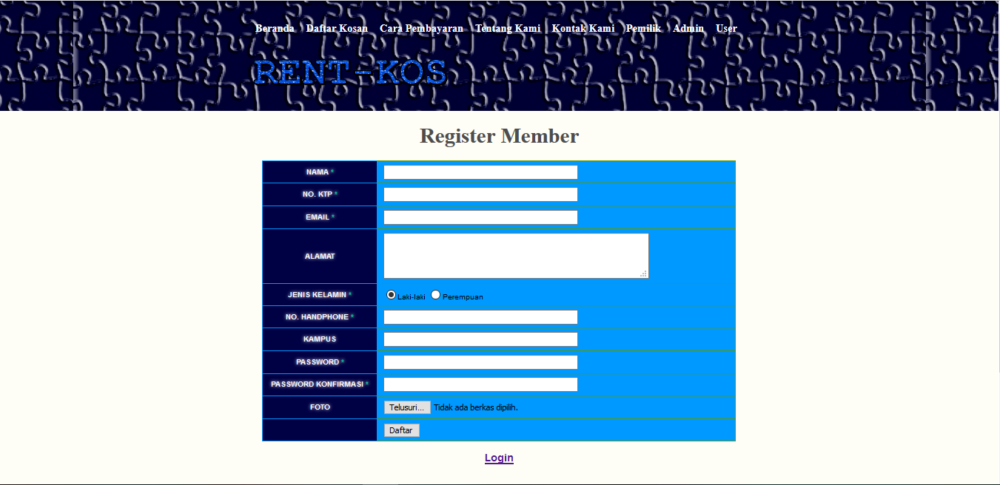 Beranda Daftar Kosan Cara Pembayaran Tentang Kami Kontak Kami Pemilik Admin User
RENT-KOS
Register Member
NAMA *
NO. KTP *
EMAIL *
ALAMAT
JENIS KELAMIN * Laki-laki Perempuan
NO. HANDPHONE *
KAMPUS
PASSWORD *
PASSWORD KONFIRMASI *
FOTO Telusuri... Tidak ada berkas dipilih.
Daftar
Login